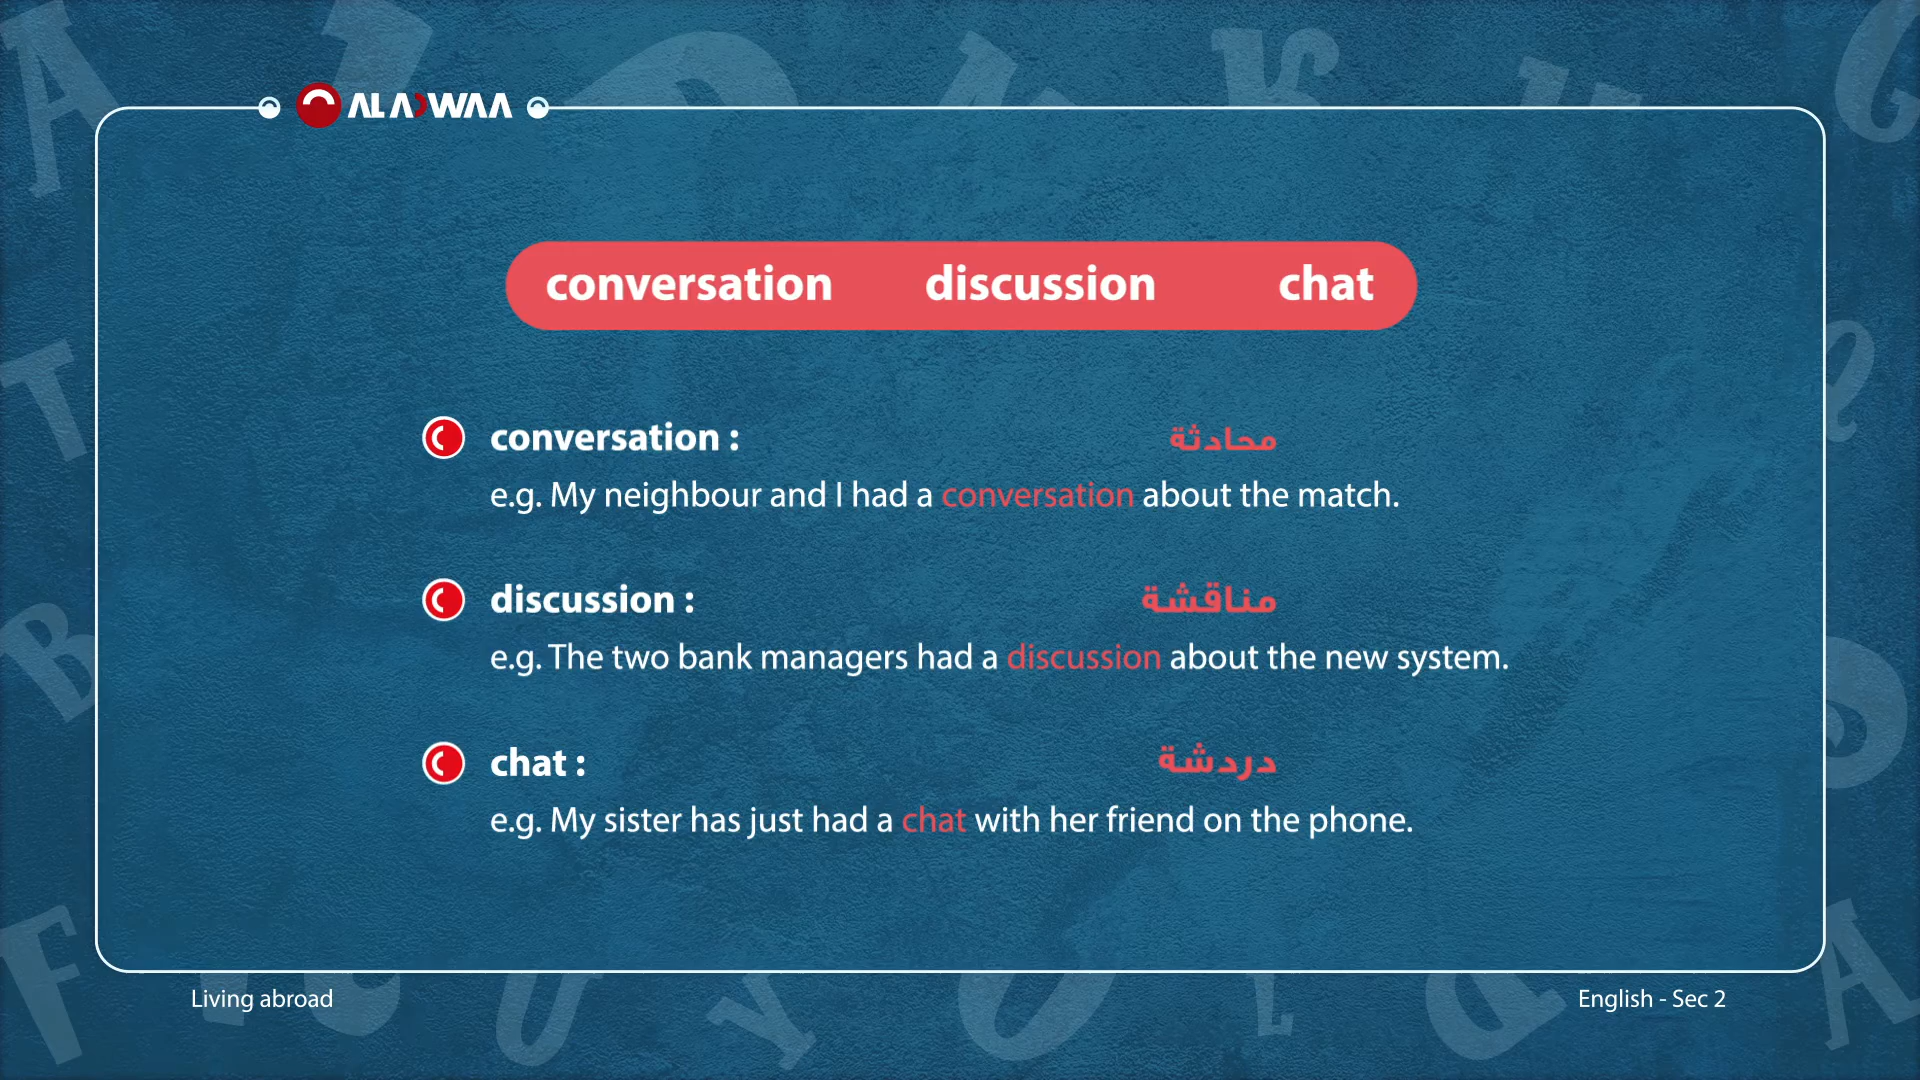 AL ADWAA
conversation discussion chat
conversation : محادثة
e.g. My neighbour and I had a conversation about the match.
discussion : مناقشة
e.g. The two bank managers had a discussion about the new system.
chat : دردشة
e.g. My sister has just had a chat with her friend on the phone.
Living abroad
English - Sec 2